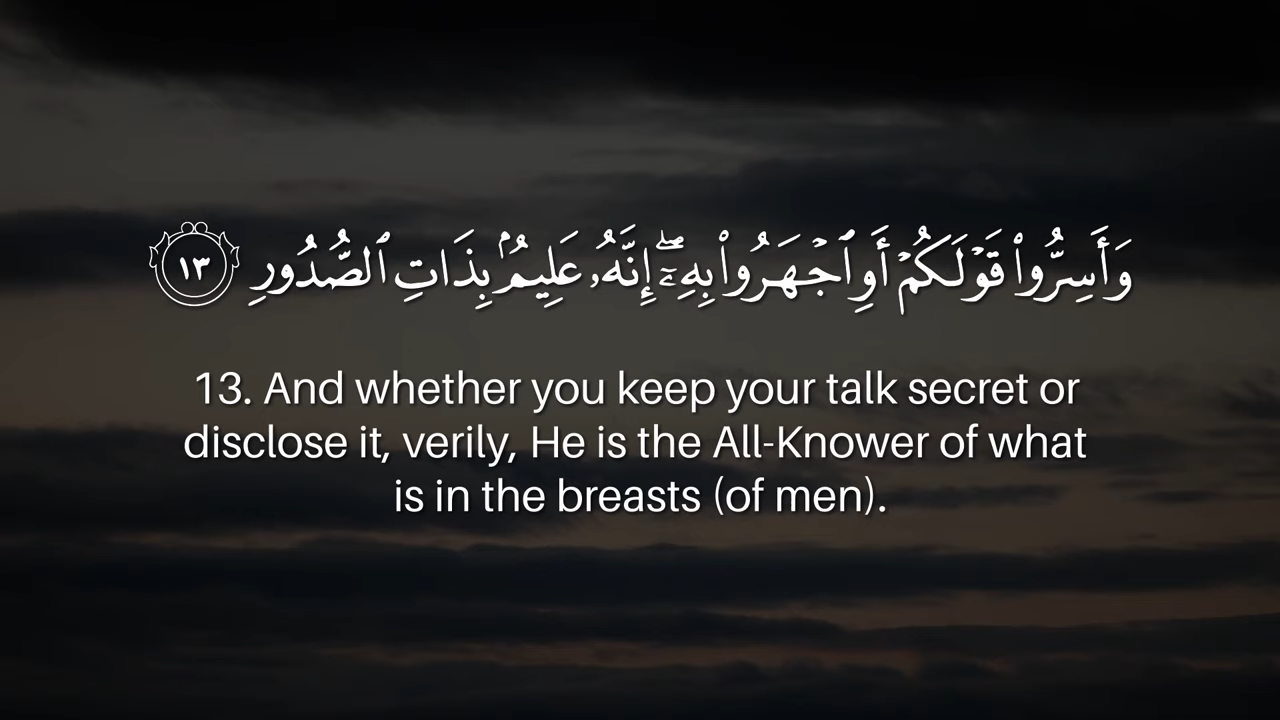 وَأَسِرُّوا۟ قَوْلَكُمْ أَوِ ٱجْهَرُوا۟ بِهِۦٓ ۖ إِنَّهُۥ عَلِيمٌۢ بِذَاتِ ٱلصُّدُورِ ١٣
13. And whether you keep your talk secret or
disclose it, verily, He is the All-Knower of what
is in the breasts (of men).